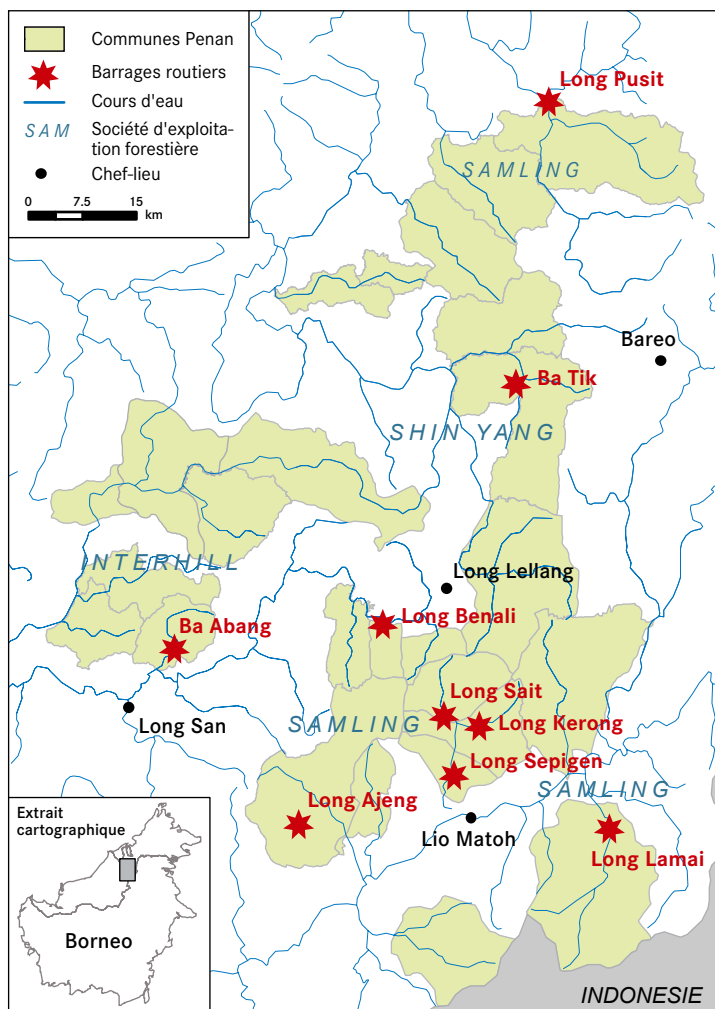 Communes Penan
Barrages routiers
Cours d'eau
SAM
Société d'exploita-
tion forestière
Chef-lieu
0 7.5 15
km
Long Pusit
SAMLING
Bareo
Ba Tik
SHIN YANG
INTERHILL
Long Lellang
Long Benali
Ba Abang
Long Sait
Long San
SAMLING
Long Kerong
Long Sepigen
SAMLING
Long Ajeng
Lio Matoh
Long Lamai
Extrait
cartographique
Borneo
INDONESIE